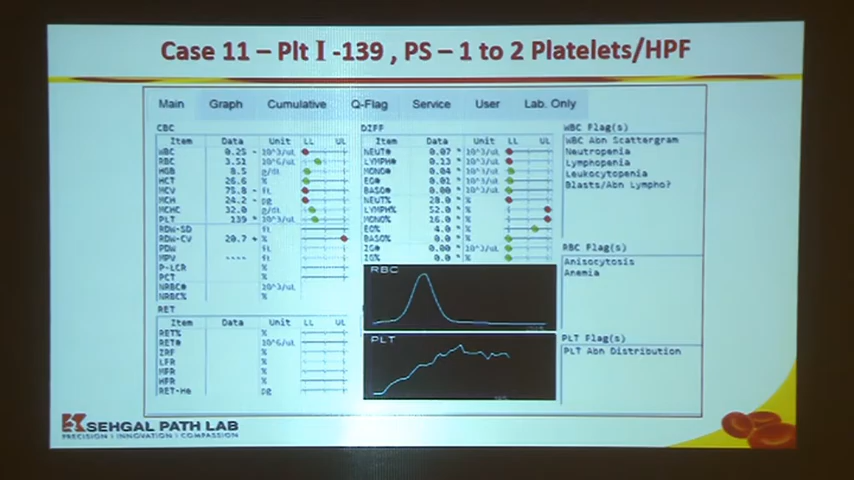 Case 11 – Plt I -139 , PS – 1 to 2 Platelets/HPF
Main Graph Cumulative Q-Flag Service User Lab. Only
CBC
Item Data Unit LL UL
WBC 0.25 - 10^3/uL
RBC 3.51 10^6/uL
HGB 8.5 g/dL
HCT 26.6 %
MCV 75.8 - fL
MCH 24.2 - pg
MCHC 32.0 g/dL
PLT 139 * 10^3/uL
RDW-SD fL
RDW-CV 20.7 + %
PDW fL
MPV ---- fL
P-LCR %
PCT %
NRBC# 10^3/uL
NRBC% %
RET
Item Data Unit LL UL
RET% %
RET# 10^6/uL
IRF %
LFR %
MFR %
HFR %
RET-He pg
DIFF
Item Data Unit LL UL
NEUT# 0.07 * 10^3/uL
LYMPH# 0.13 * 10^3/uL
MONO# 0.04 * 10^3/uL
EO# 0.01 * 10^3/uL
BASO# 0.00 * 10^3/uL
NEUT% 28.0 * %
LYMPH% 52.0 * %
MONO% 16.0 * %
EO% 4.0 * %
BASO% 0.0 * %
IG# 0.00 * 10^3/uL
IG% 0.0 * %
RBC
PLT
WBC Flag(s)
WBC Abn Scattergram
Neutropenia
Lymphopenia
Leukocytopenia
Blasts/Abn Lympho?
RBC Flag(s)
Anisocytosis
Anemia
PLT Flag(s)
PLT Abn Distribution
SEHGAL PATH LAB
PRECISION | INNOVATION | COMPASSION